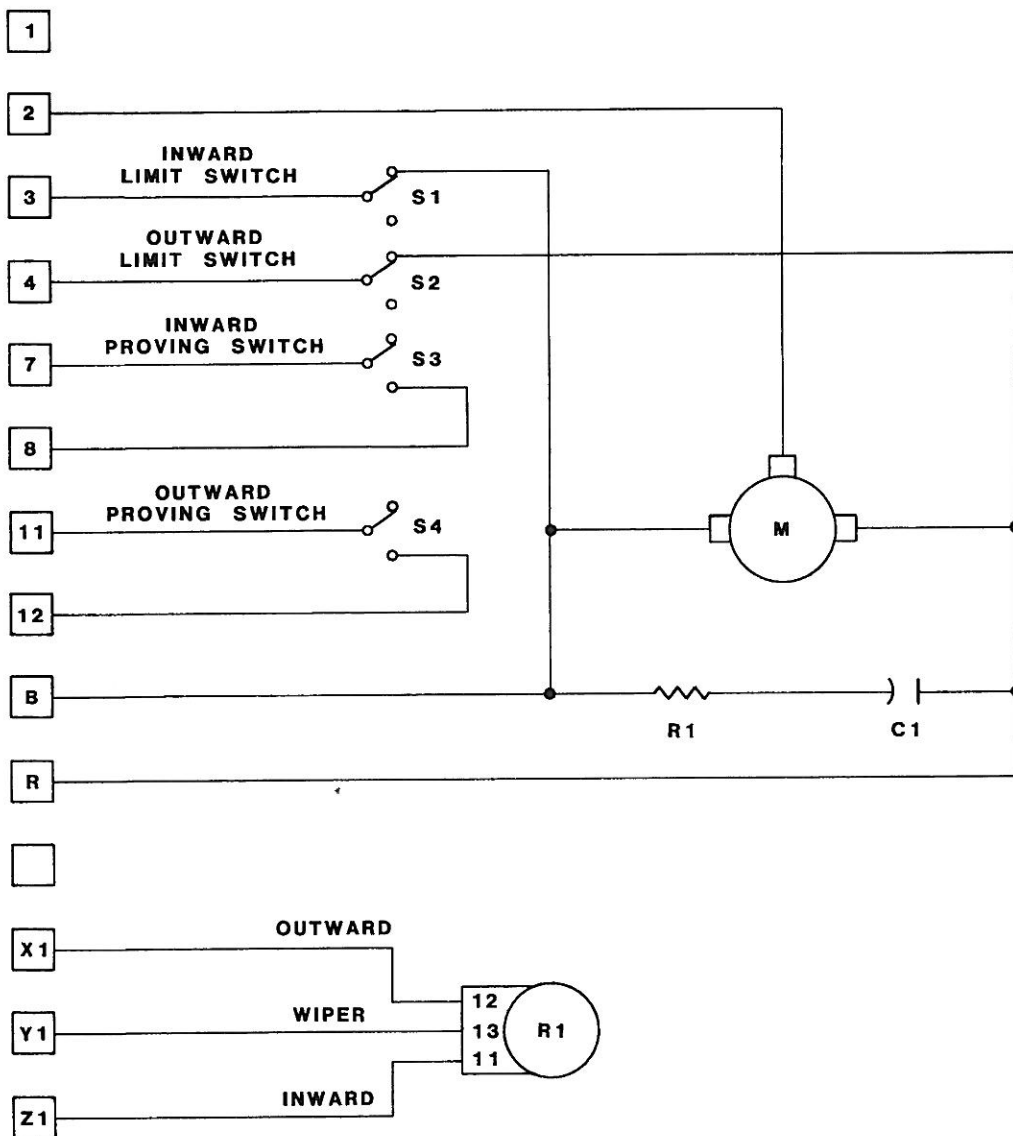 1
2
INWARD
LIMIT SWITCH
3
S1
OUTWARD
LIMIT SWITCH
4
S2
INWARD
PROVING SWITCH
7
S3
8
OUTWARD
PROVING SWITCH
11
S4
M
12
B
R1
C1
R
OUTWARD
X1
12
WIPER
Y1
13
R1
11
INWARD
Z1